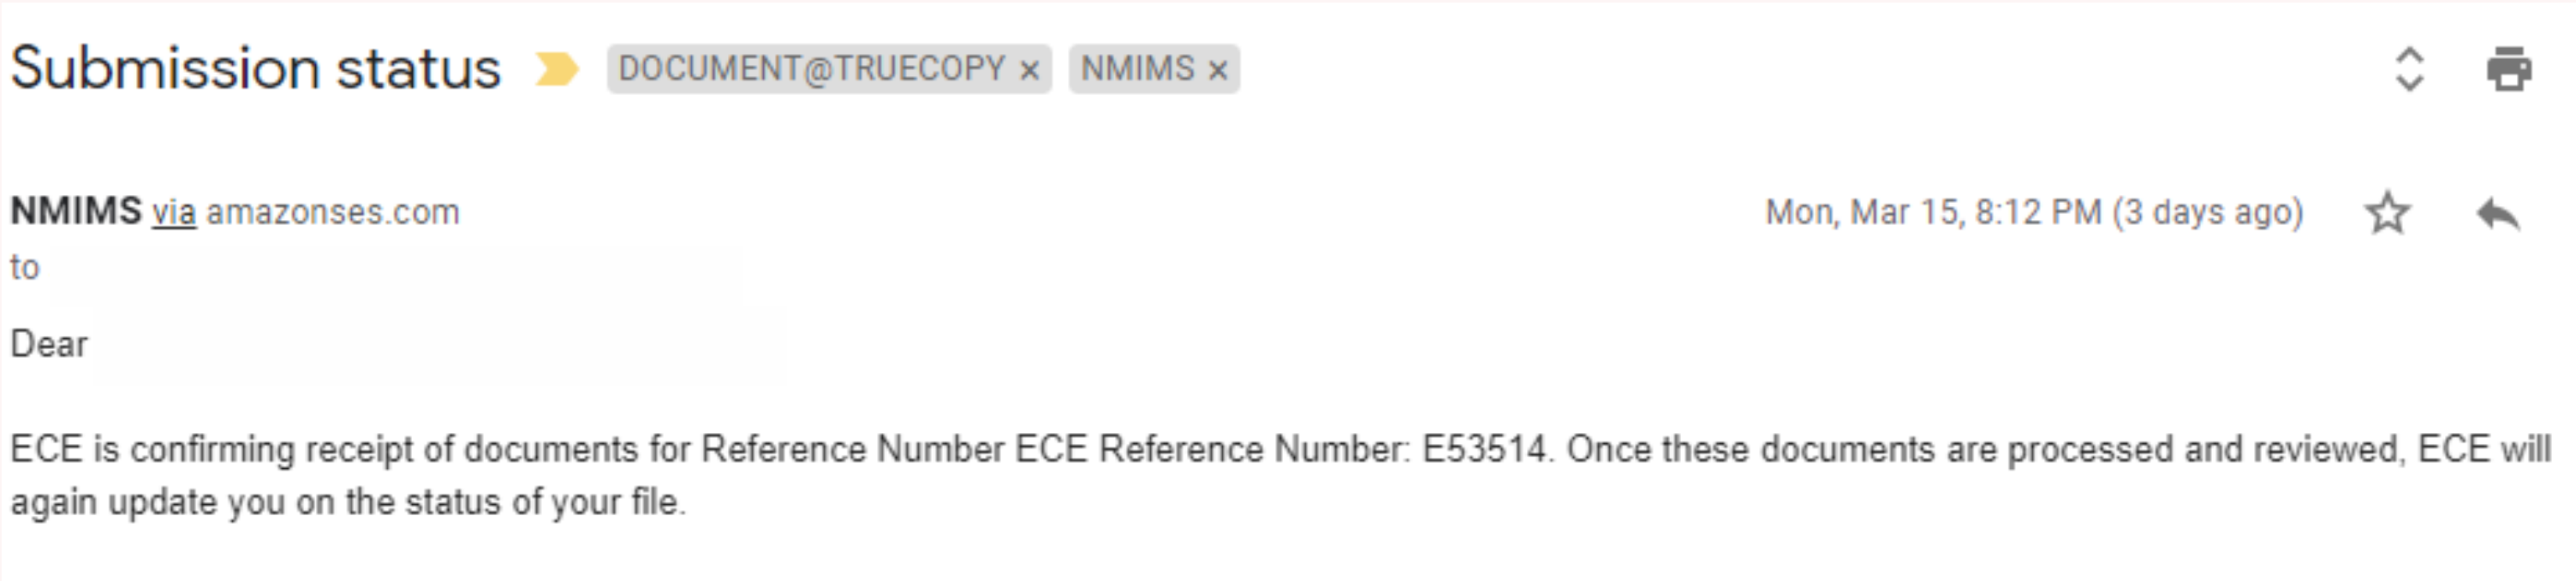 Submission status DOCUMENT@TRUECOPY × NMIMS ×
NMIMS via amazonses.com Mon, Mar 15, 8:12 PM (3 days ago)
to
Dear
ECE is confirming receipt of documents for Reference Number ECE Reference Number: E53514. Once these documents are processed and reviewed, ECE will
again update you on the status of your file.